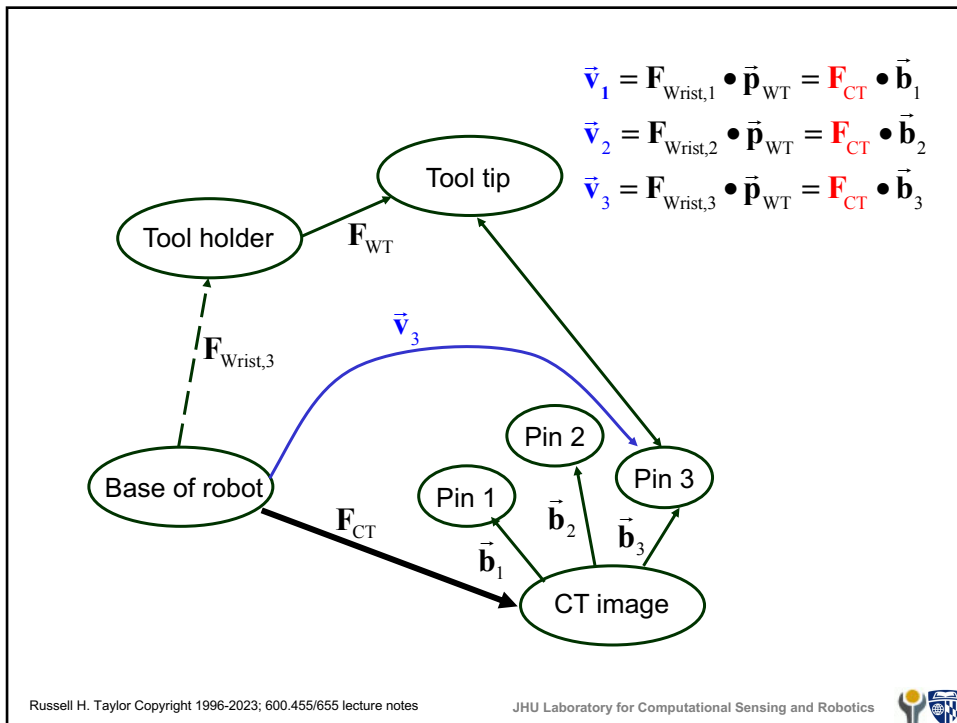 v⃗₁ = F_Wrist,1 • p⃗_WT = F_CT • b⃗₁
v⃗₂ = F_Wrist,2 • p⃗_WT = F_CT • b⃗₂
v⃗₃ = F_Wrist,3 • p⃗_WT = F_CT • b⃗₃
Tool tip
Tool holder
F_WT
v⃗₃
F_Wrist,3
Pin 2
Pin 3
Base of robot
Pin 1
F_CT
b⃗₂
b⃗₃
b⃗₁
CT image
Russell H. Taylor Copyright 1996-2023; 600.455/655 lecture notes
JHU Laboratory for Computational Sensing and Robotics